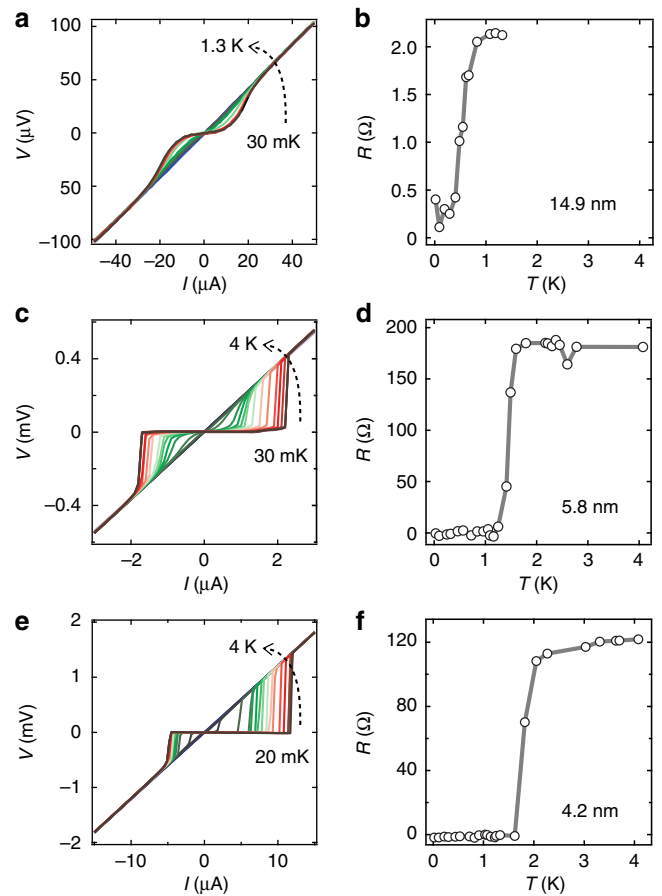 a
100
50
0
50
−100
V (μV)
1.3 K
30 mK
−40 −20 0 20 40
I (μA)
b
2.0
1.5
1.0
0.5
0
R (Ω)
14.9 nm
0 1 2 3 4
T (K)
c
0.4
0
−0.4
V (mV)
4 K
30 mK
−2 0 2
I (μA)
d
200
150
100
50
0
R (Ω)
5.8 nm
0 1 2 3 4
T (K)
e
2
1
0
−1
−2
V (mV)
4 K
20 mK
−10 0 10
I (μA)
f
120
80
40
0
R (Ω)
4.2 nm
0 1 2 3 4
T (K)